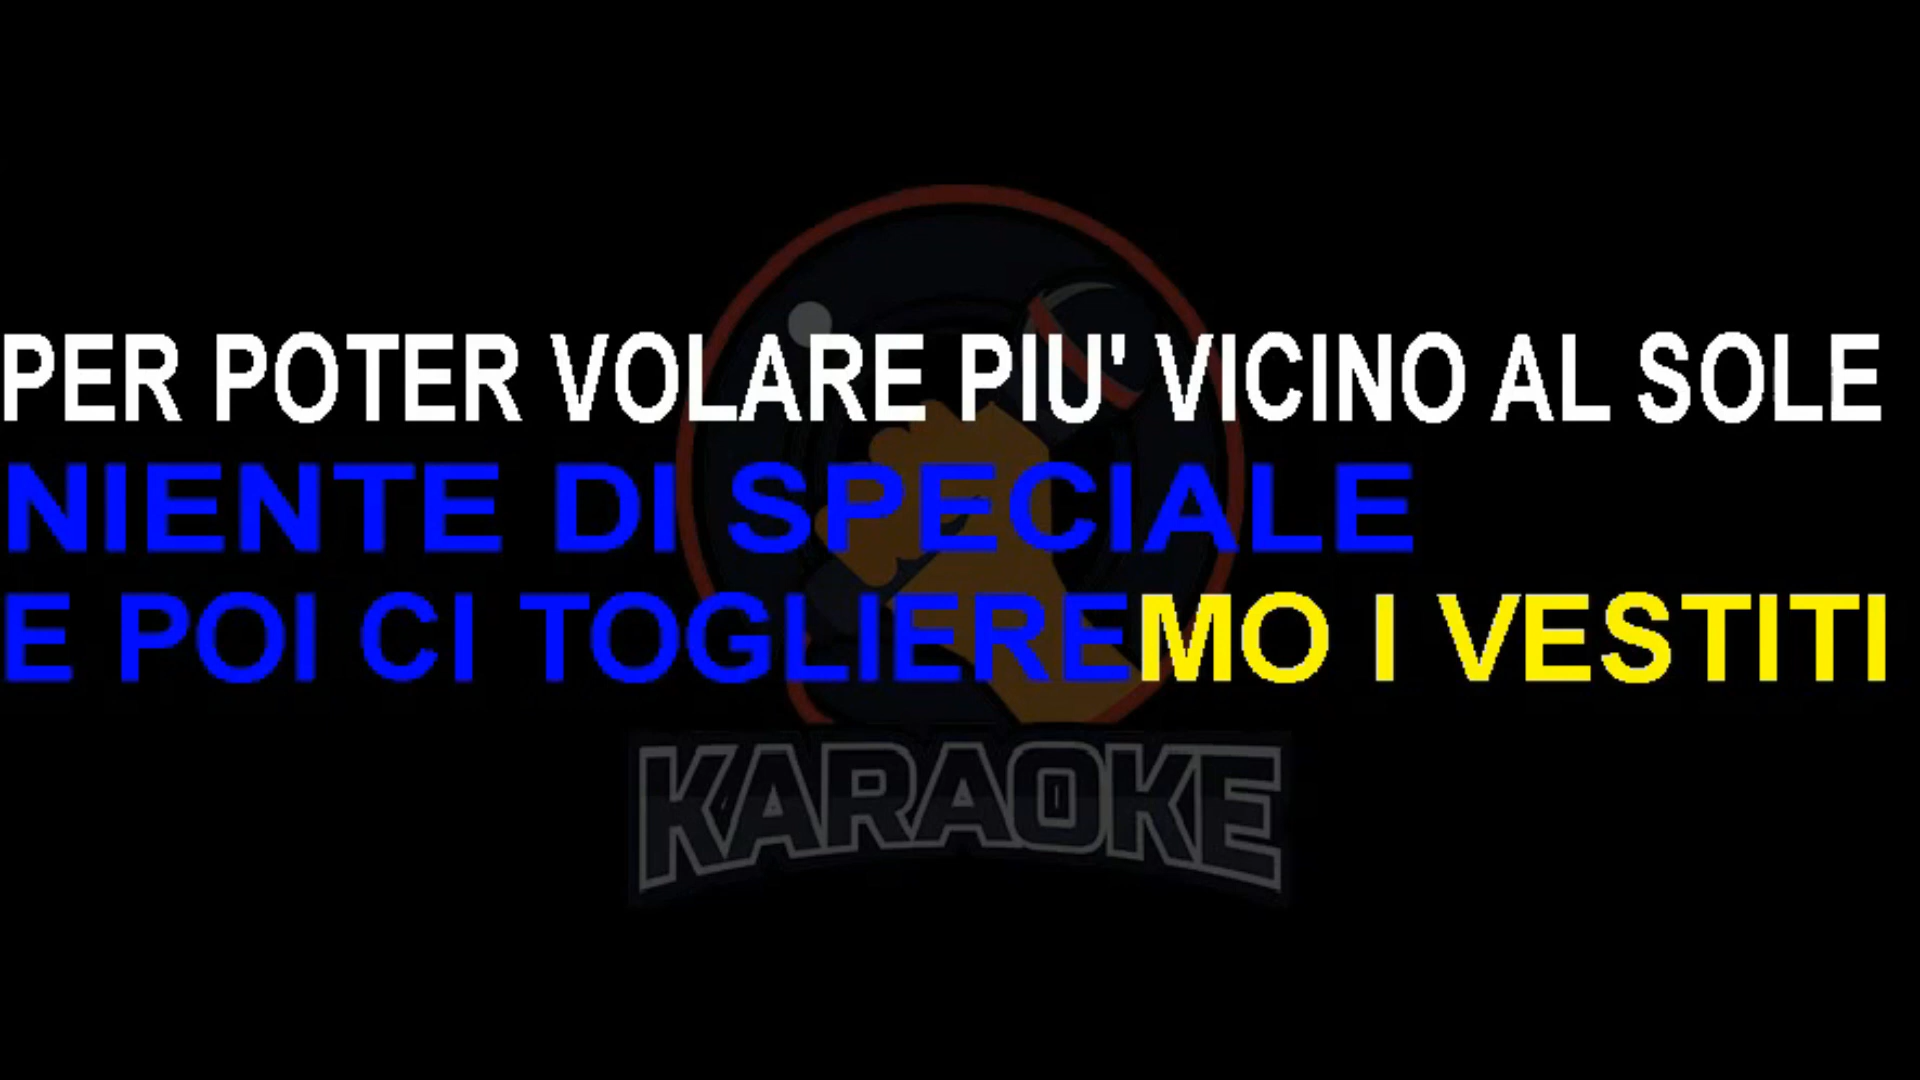 PER POTER VOLARE PIU' VICINO AL SOLE
NIENTE DI SPECIALE
E POI CI TOGLIEREMO I VESTITI
KARAOKE